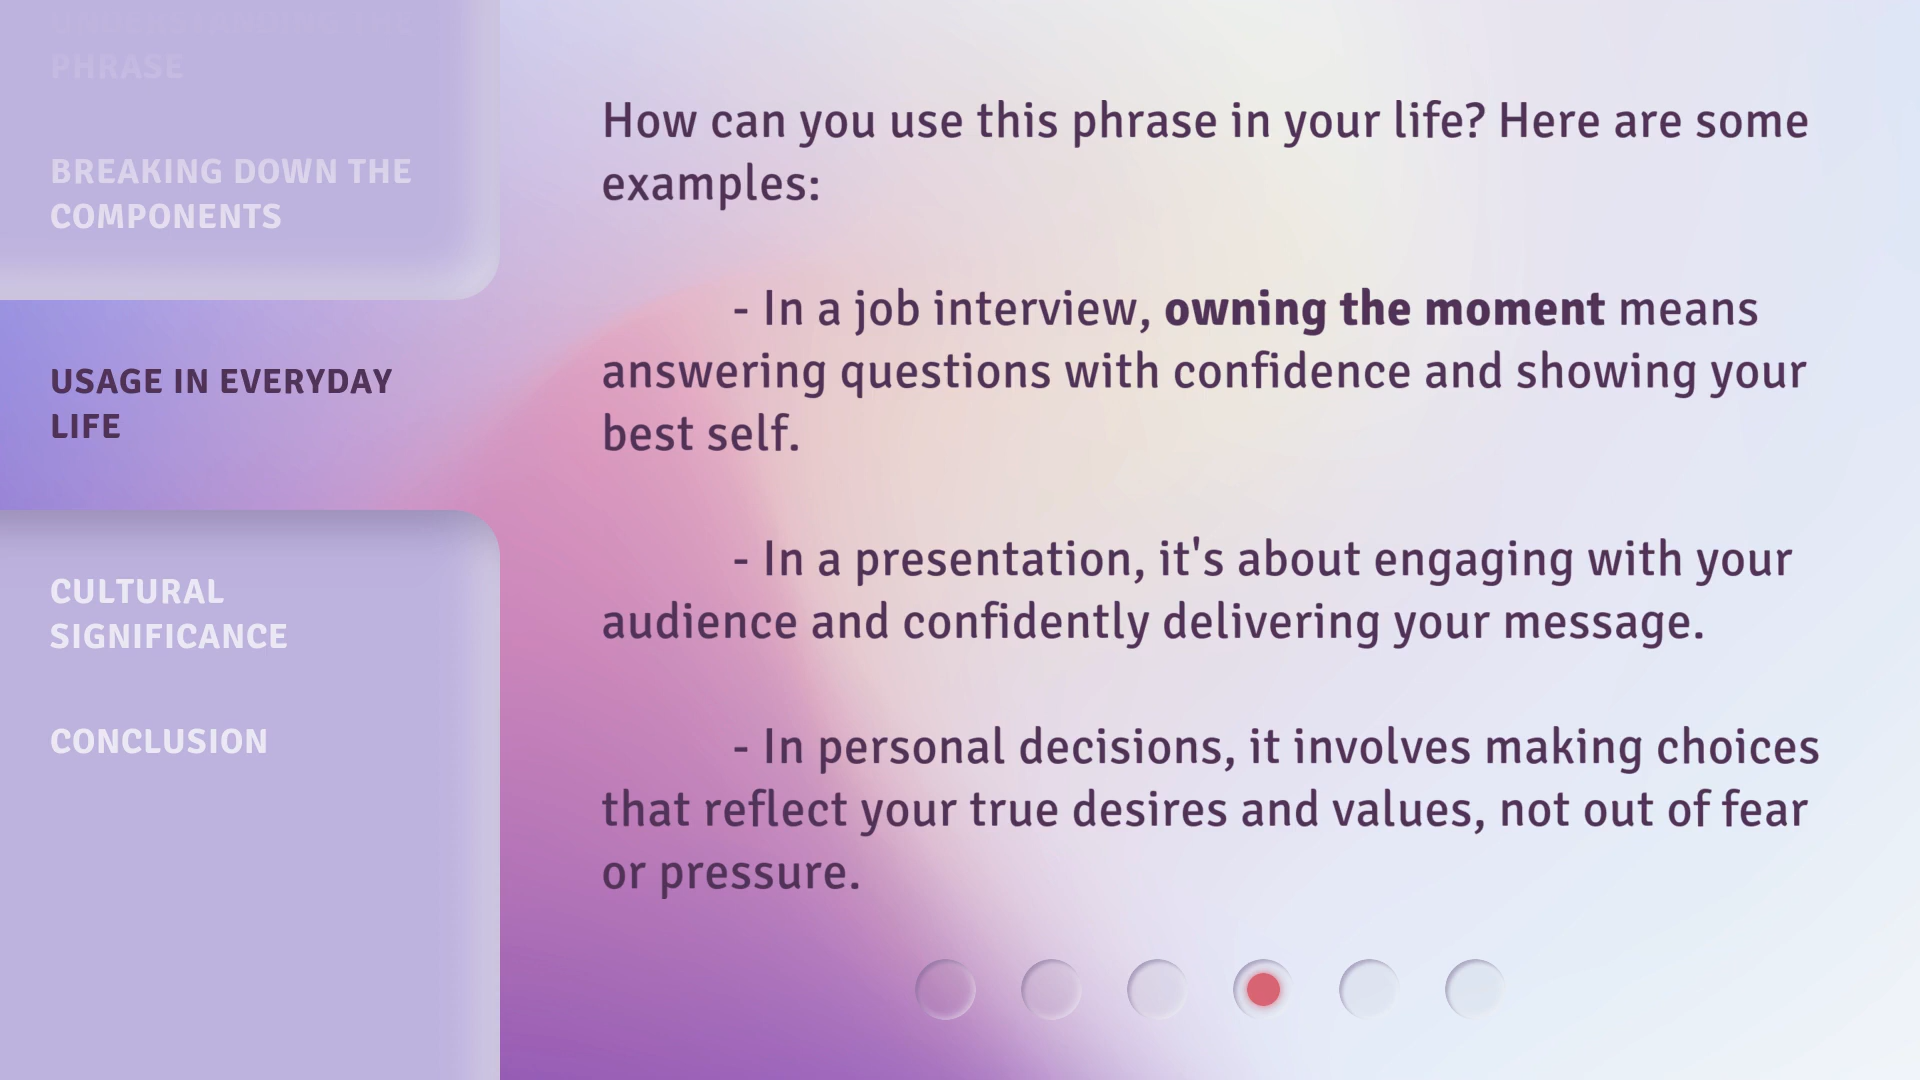 UNDERSTANDING THE
PHRASE
BREAKING DOWN THE
COMPONENTS
USAGE IN EVERYDAY
LIFE
CULTURAL
SIGNIFICANCE
CONCLUSION
How can you use this phrase in your life? Here are some
examples:
- In a job interview, owning the moment means
answering questions with confidence and showing your
best self.
- In a presentation, it's about engaging with your
audience and confidently delivering your message.
- In personal decisions, it involves making choices
that reflect your true desires and values, not out of fear
or pressure.